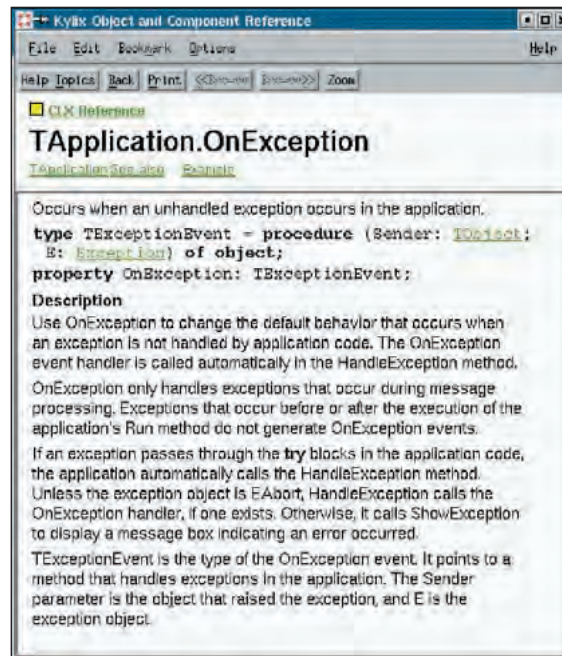 Kylix Object and Component Reference
File Edit Bookmark Options Help
Help Topics Back Print Zoom
CLX Reference
TApplication.OnException
TApplication See also Example
Occurs when an unhandled exception occurs in the application.
type TExceptionEvent = procedure (Sender: TObject;
E: Exception) of object;
property OnException: TExceptionEvent;
Description
Use OnException to change the default behavior that occurs when
an exception is not handled by application code. The OnException
event handler is called automatically in the HandleException method.
OnException only handles exceptions that occur during message
processing. Exceptions that occur before or after the execution of the
application's Run method do not generate OnException events.
If an exception passes through the try blocks in the application code,
the application automatically calls the HandleException method.
Unless the exception object is EAbort, HandleException calls the
OnException handler, if one exists. Otherwise, it calls ShowException
to display a message box indicating an error occurred.
TExceptionEvent is the type of the OnException event. It points to a
method that handles exceptions in the application. The Sender
parameter is the object that raised the exception, and E is the
exception object.